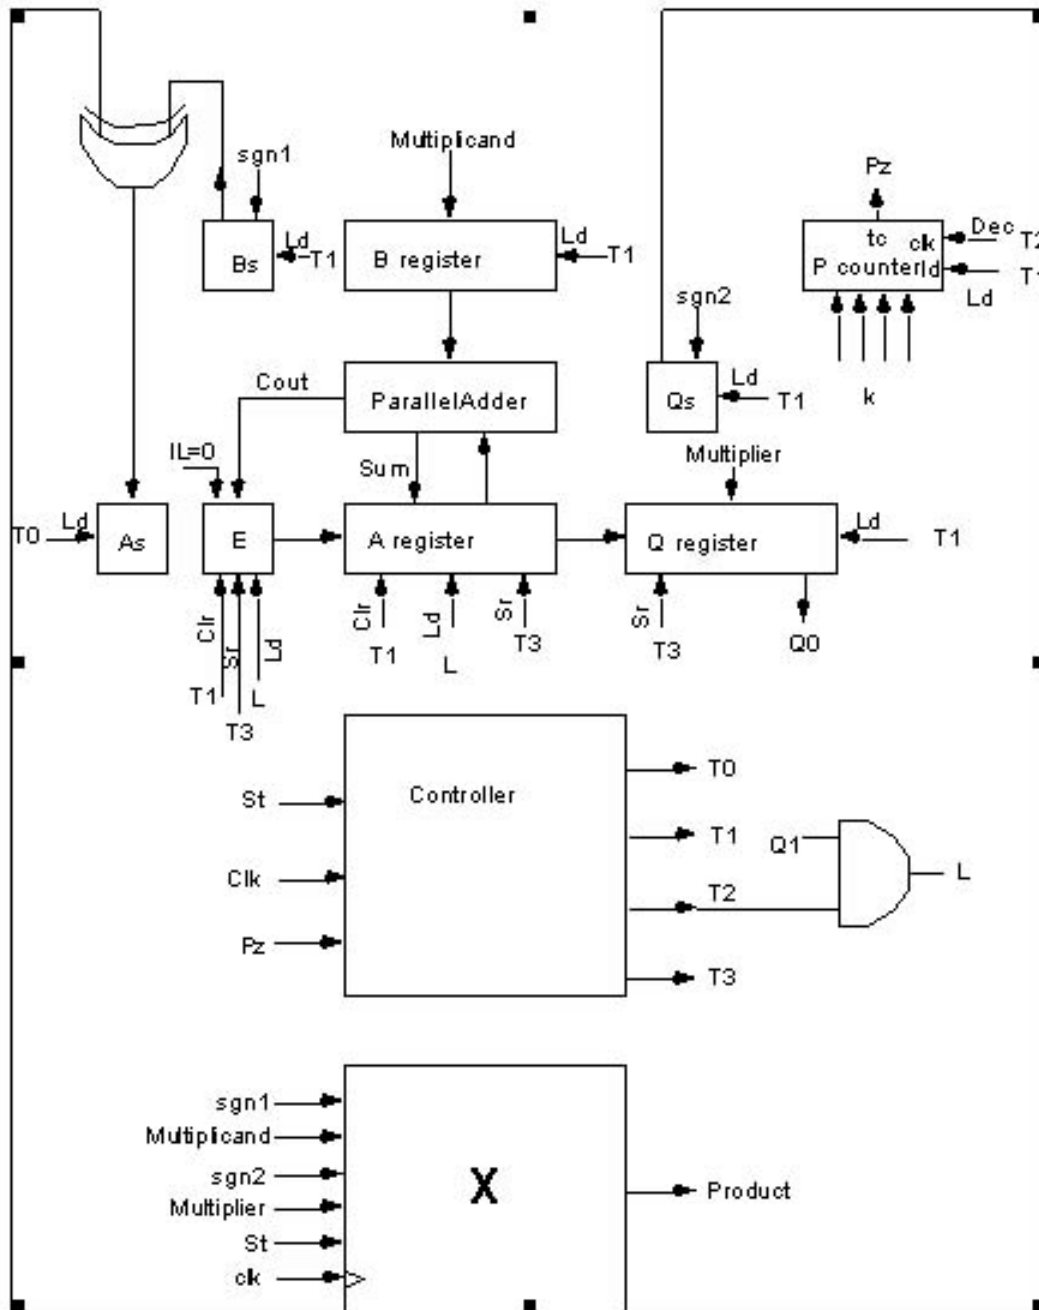 Multiplicand
sgn1
Pz
Ld
T1
Bs
B register
Ld
T1
tc
clk
Dec
T2
P counter
ld
T1
Ld
sgn2
Cout
ParallelAdder
Qs
Ld
T1
k
IL=0
Sum
Multiplier
T0
Ld
As
E
A register
Q register
Ld
T1
Clr
Sr
Ld
T1
L
T3
Clr
T1
Ld
L
Sr
T3
Sr
T3
Q0
Controller
St
Clk
Pz
T0
T1
T2
T3
Q1
L
sgn1
Multiplicand
sgn2
Multiplier
St
clk
X
Product